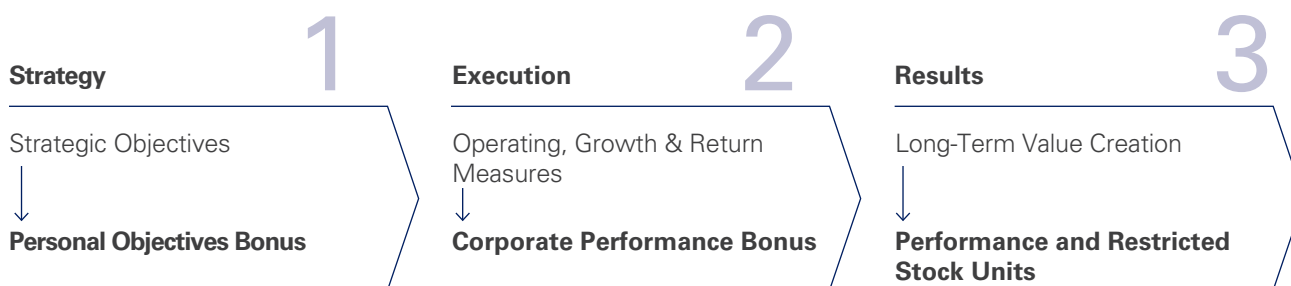 1
Strategy
Strategic Objectives
Personal Objectives Bonus
2
Execution
Operating, Growth & Return
Measures
Corporate Performance Bonus
3
Results
Long-Term Value Creation
Performance and Restricted
Stock Units